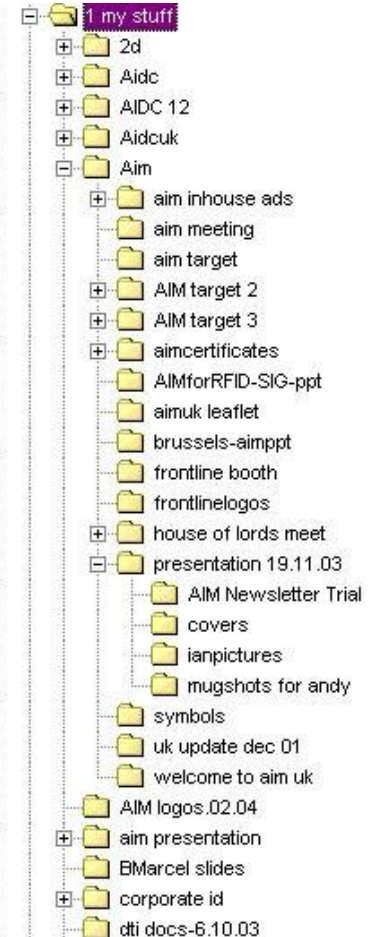 1 my stuff
2d
Aidc
AIDC 12
Aidcuk
Aim
aim inhouse ads
aim meeting
aim target
AIM target 2
AIM target 3
aimcertificates
AIMforRFID-SIG-ppt
aimuk leaflet
brussels-aimppt
frontline booth
frontlinelogos
house of lords meet
presentation 19.11.03
AIM Newsletter Trial
covers
ianpictures
mugshots for andy
symbols
uk update dec 01
welcome to aim uk
AIM logos.02.04
aim presentation
BMarcel slides
corporate id
dti docs-6.10.03